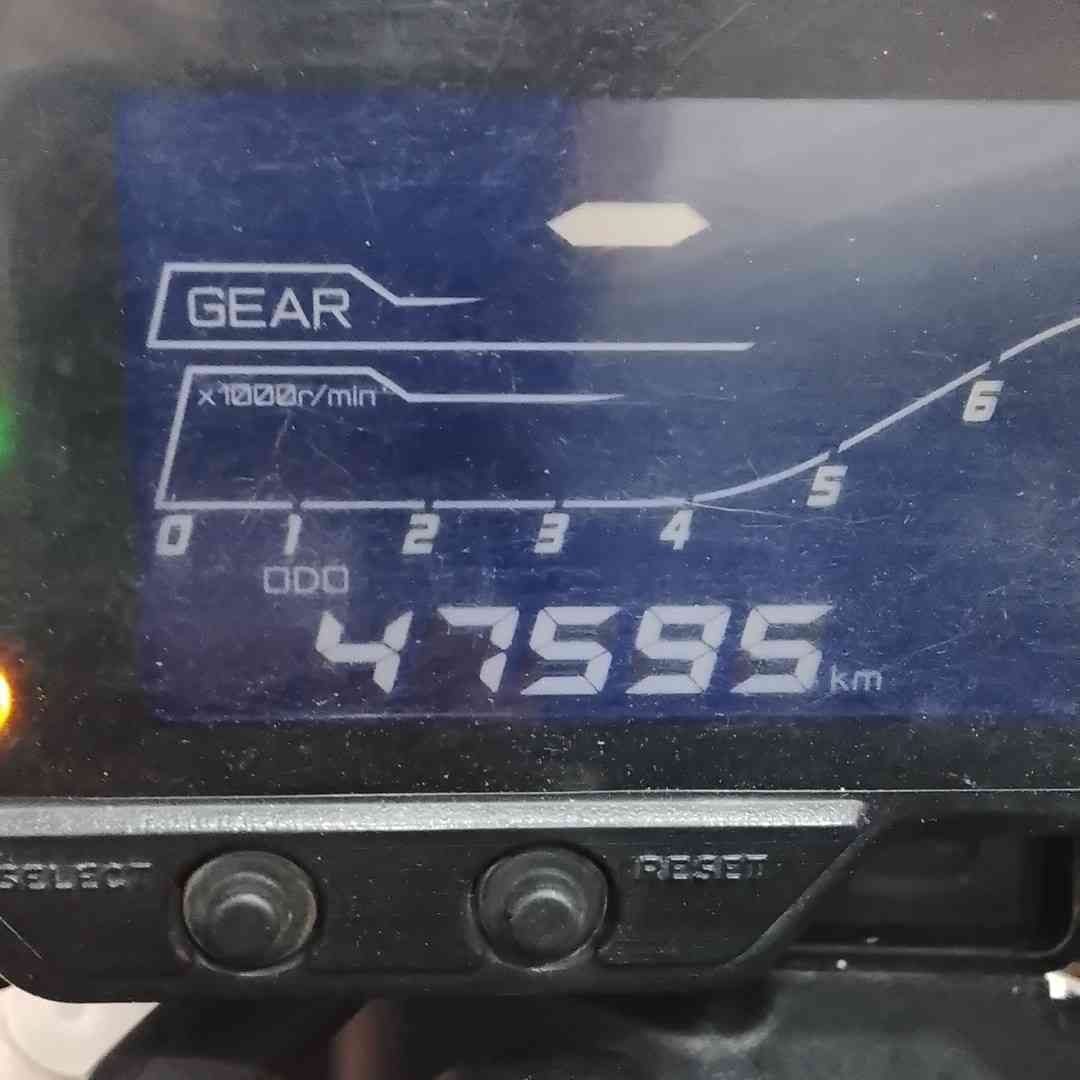 GEAR
x1000r/min
6
5
0 1 2 3 4
ODO
47595 km
SELECT RESET